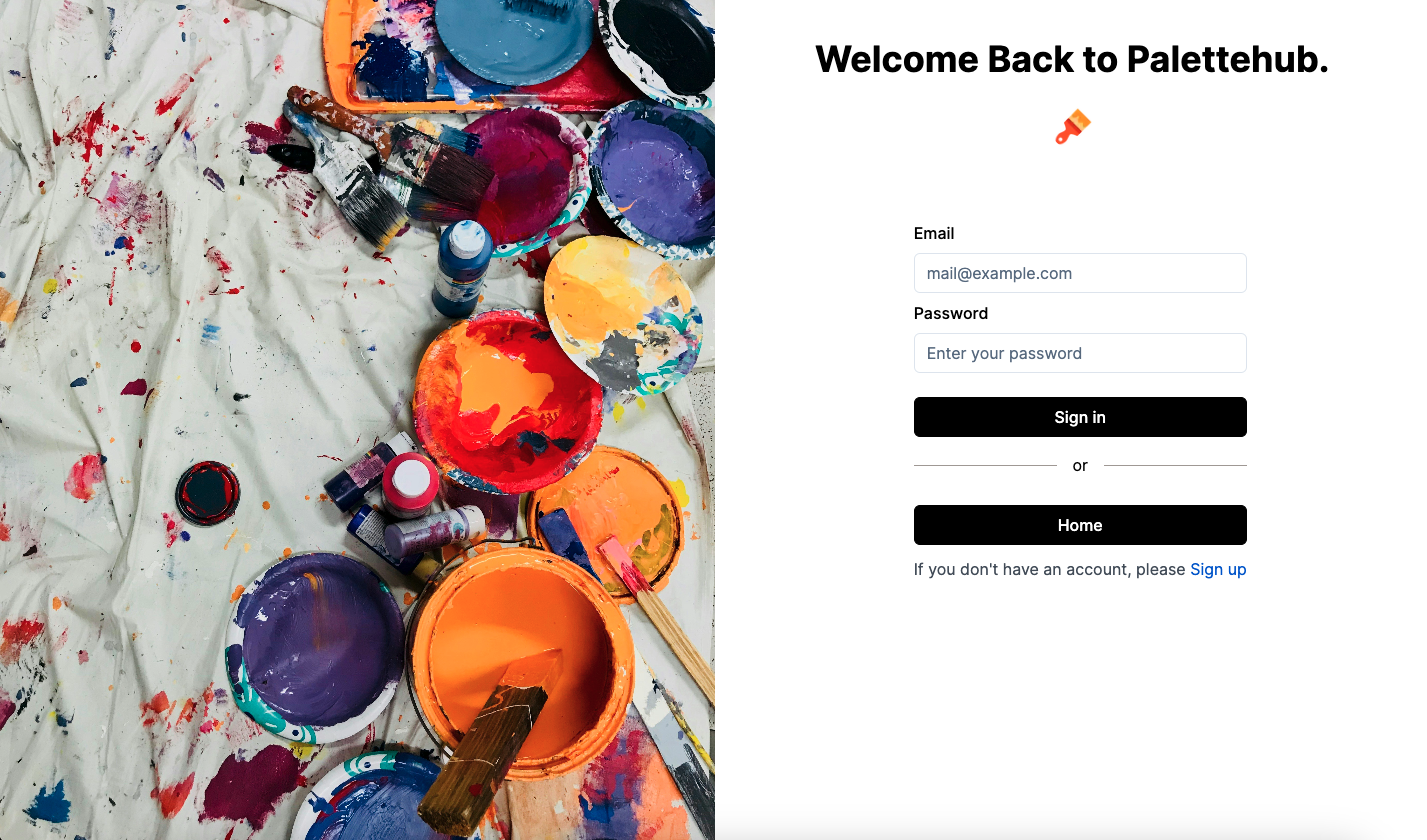 Welcome Back to Palettehub.
Email
mail@example.com
Password
Enter your password
Sign in
or
Home
If you don't have an account, please Sign up